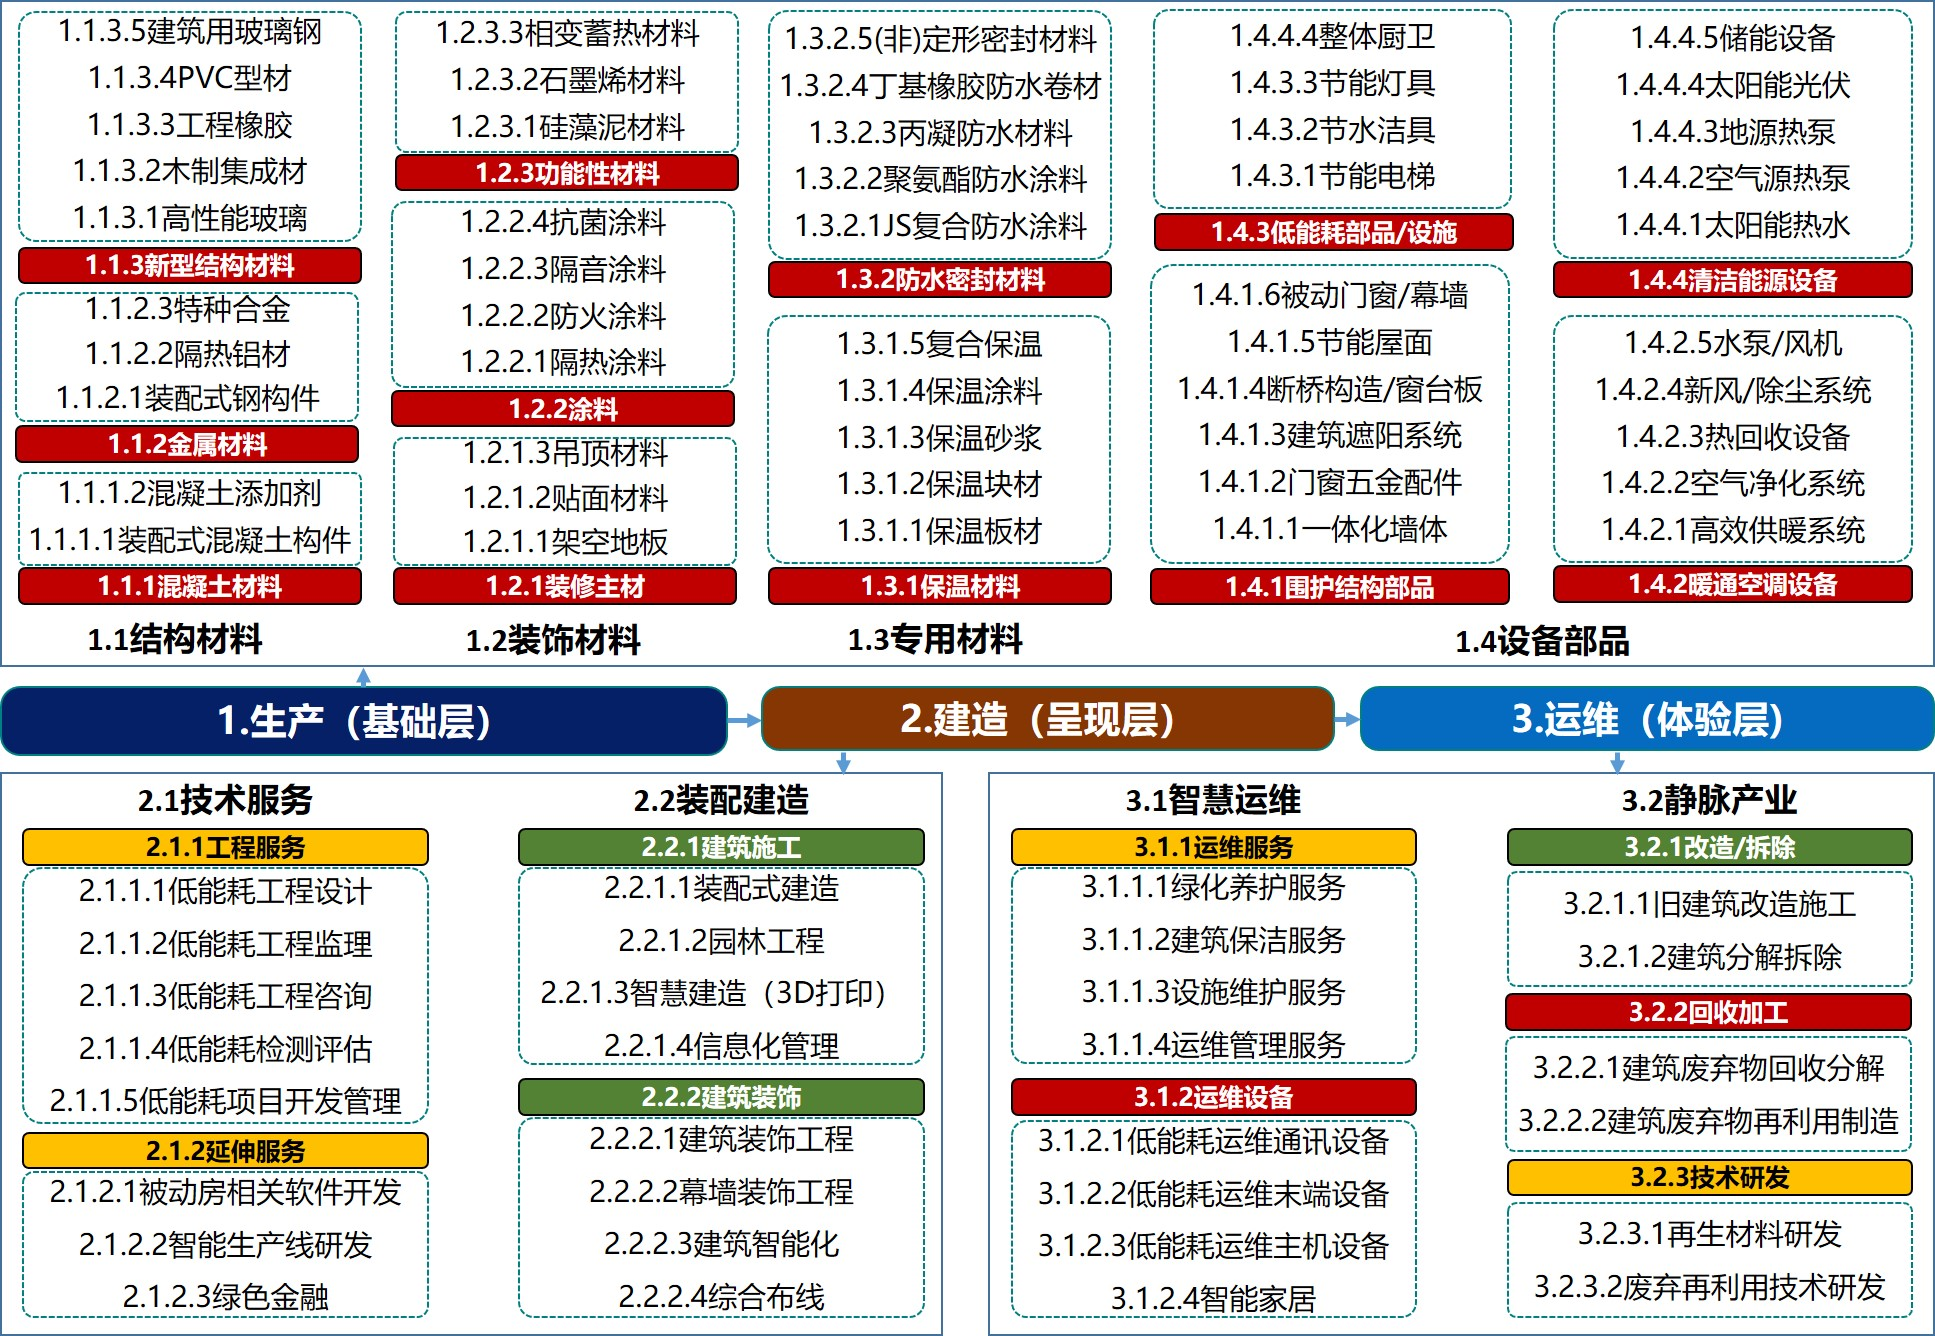 1.1.3.5建筑用玻璃钢
1.1.3.4PVC型材
1.1.3.3工程橡胶
1.1.3.2木制集成材
1.1.3.1高性能玻璃
1.1.3新型结构材料
1.1.2.3特种合金
1.1.2.2隔热铝材
1.1.2.1装配式钢构件
1.1.2金属材料
1.1.1.2混凝土添加剂
1.1.1.1装配式混凝土构件
1.1.1混凝土材料
1.1结构材料
1.2.3.3相变蓄热材料
1.2.3.2石墨烯材料
1.2.3.1硅藻泥材料
1.2.3功能性材料
1.2.2.4抗菌涂料
1.2.2.3隔音涂料
1.2.2.2防火涂料
1.2.2.1隔热涂料
1.2.2涂料
1.2.1.3吊顶材料
1.2.1.2贴面材料
1.2.1.1架空地板
1.2.1装修主材
1.2装饰材料
1.3.2.5(非)定形密封材料
1.3.2.4丁基橡胶防水卷材
1.3.2.3丙凝防水材料
1.3.2.2聚氨酯防水涂料
1.3.2.1JS复合防水涂料
1.3.2防水密封材料
1.3.1.5复合保温
1.3.1.4保温涂料
1.3.1.3保温砂浆
1.3.1.2保温块材
1.3.1.1保温板材
1.3.1保温材料
1.3专用材料
1.4.4.4整体厨卫
1.4.3.3节能灯具
1.4.3.2节水洁具
1.4.3.1节能电梯
1.4.3低能耗部品/设施
1.4.1.6被动门窗/幕墙
1.4.1.5节能屋面
1.4.1.4断桥构造/窗台板
1.4.1.3建筑遮阳系统
1.4.1.2门窗五金配件
1.4.1.1一体化墙体
1.4.1围护结构部品
1.4.4.5储能设备
1.4.4.4太阳能光伏
1.4.4.3地源热泵
1.4.4.2空气源热泵
1.4.4.1太阳能热水
1.4.4清洁能源设备
1.4.2.5水泵/风机
1.4.2.4新风/除尘系统
1.4.2.3热回收设备
1.4.2.2空气净化系统
1.4.2.1高效供暖系统
1.4.2暖通空调设备
1.4设备部品
1.生产（基础层）
2.建造（呈现层）
3.运维（体验层）
2.1技术服务
2.1.1工程服务
2.1.1.1低能耗工程设计
2.1.1.2低能耗工程监理
2.1.1.3低能耗工程咨询
2.1.1.4低能耗检测评估
2.1.1.5低能耗项目开发管理
2.1.2延伸服务
2.1.2.1被动房相关软件开发
2.1.2.2智能生产线研发
2.1.2.3绿色金融
2.2装配建造
2.2.1建筑施工
2.2.1.1装配式建造
2.2.1.2园林工程
2.2.1.3智慧建造（3D打印）
2.2.1.4信息化管理
2.2.2建筑装饰
2.2.2.1建筑装饰工程
2.2.2.2幕墙装饰工程
2.2.2.3建筑智能化
2.2.2.4综合布线
3.1智慧运维
3.1.1运维服务
3.1.1.1绿化养护服务
3.1.1.2建筑保洁服务
3.1.1.3设施维护服务
3.1.1.4运维管理服务
3.1.2运维设备
3.1.2.1低能耗运维通讯设备
3.1.2.2低能耗运维末端设备
3.1.2.3低能耗运维主机设备
3.1.2.4智能家居
3.2静脉产业
3.2.1改造/拆除
3.2.1.1旧建筑改造施工
3.2.1.2建筑分解拆除
3.2.2回收加工
3.2.2.1建筑废弃物回收分解
3.2.2.2建筑废弃物再利用制造
3.2.3技术研发
3.2.3.1再生材料研发
3.2.3.2废弃再利用技术研发